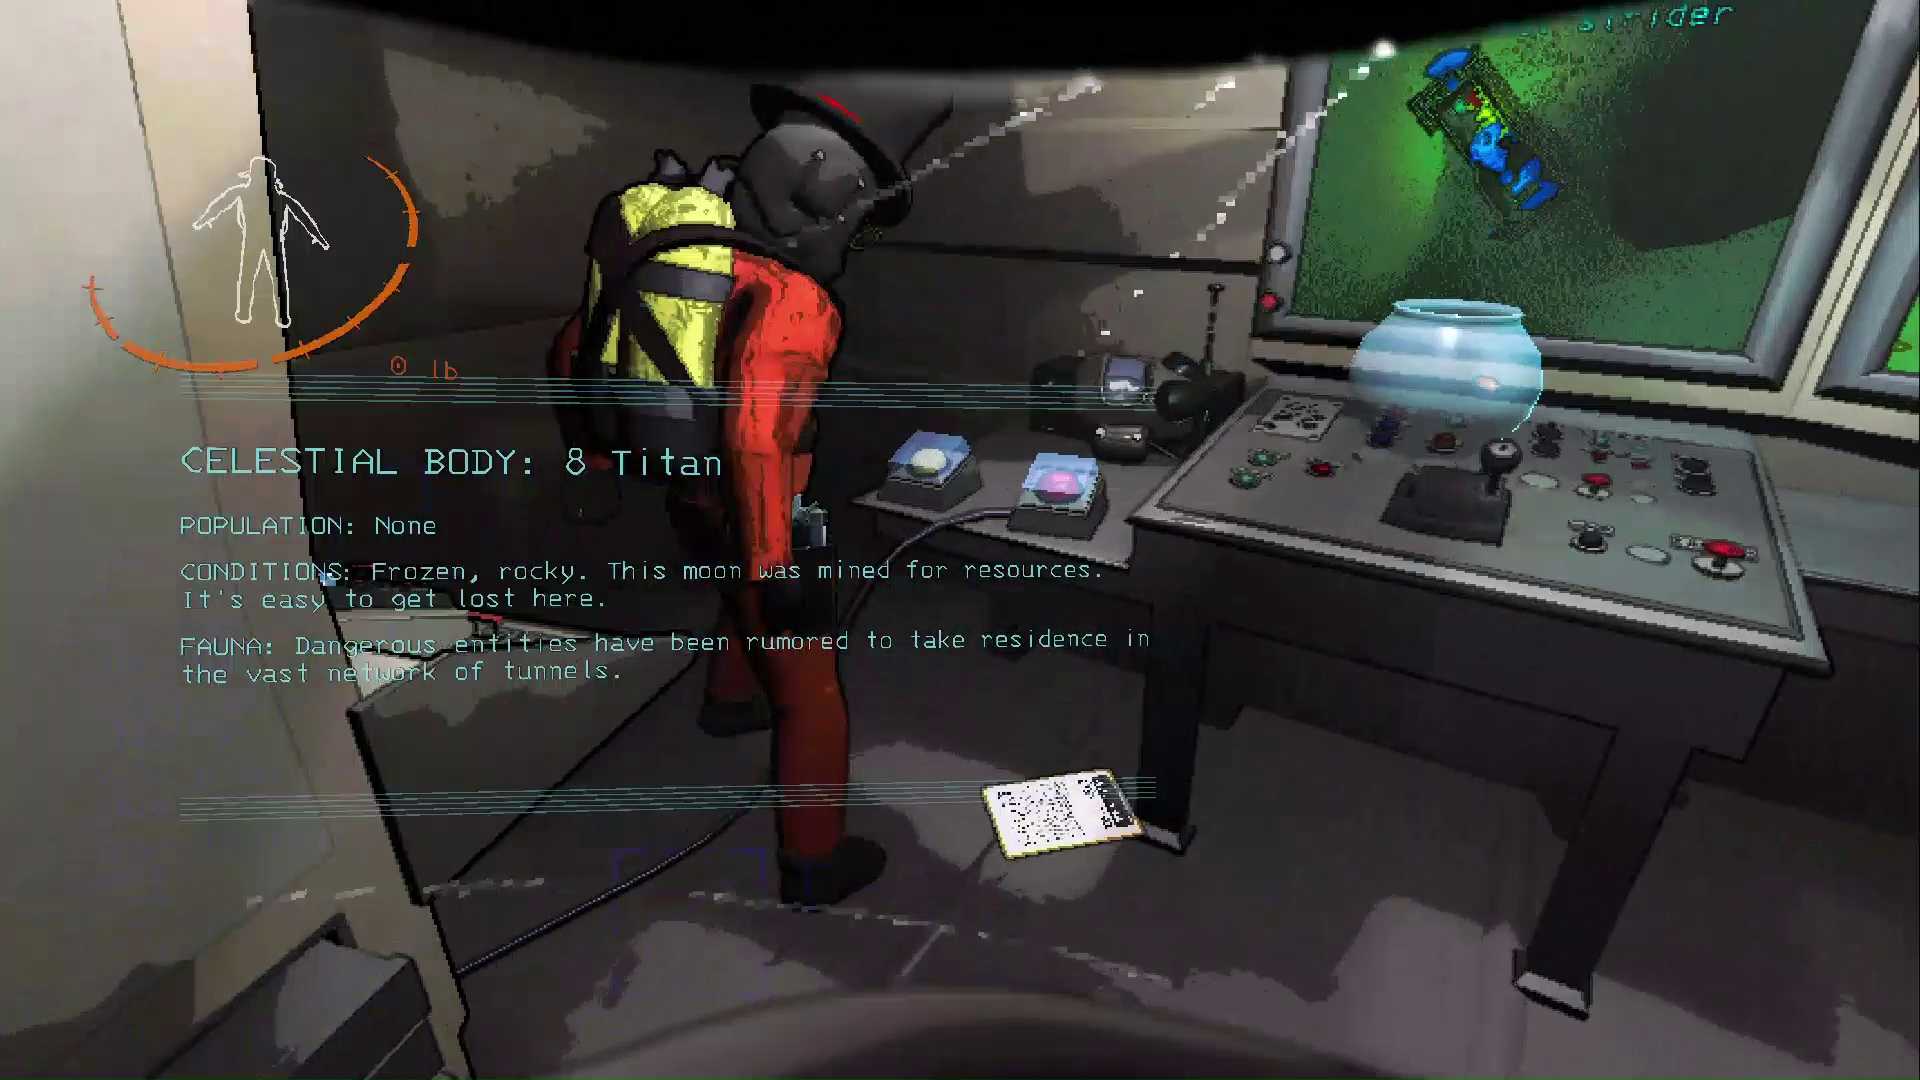 strider
0 lb
CELESTIAL BODY: 8 Titan
POPULATION: None
CONDITIONS: Frozen, rocky. This moon was mined for resources.
It's easy to get lost here.
FAUNA: Dangerous entities have been rumored to take residence in
the vast network of tunnels.